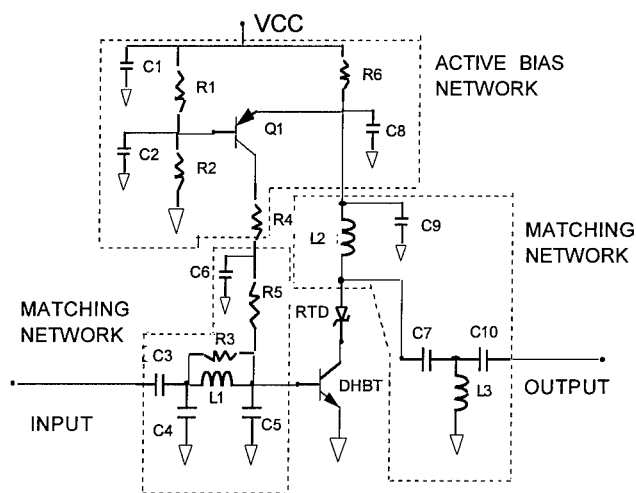 VCC
C1
R1
R6
ACTIVE BIAS
NETWORK
Q1
C8
C2
R2
R4
L2
C9
MATCHING
NETWORK
C6
R5
MATCHING
NETWORK
RTD
R3
C3
C7
C10
L1
DHBT
L3
INPUT
C4
C5
OUTPUT